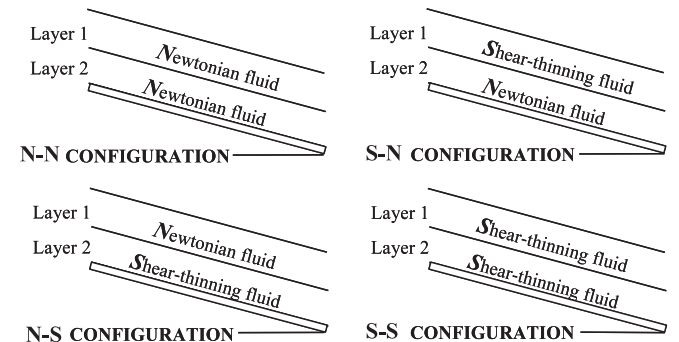 Layer 1
Newtonian fluid
Layer 2
Newtonian fluid
N-N CONFIGURATION
Layer 1
Shear-thinning fluid
Layer 2
Newtonian fluid
S-N CONFIGURATION
Layer 1
Newtonian fluid
Layer 2
Shear-thinning fluid
N-S CONFIGURATION
Layer 1
Shear-thinning fluid
Layer 2
Shear-thinning fluid
S-S CONFIGURATION